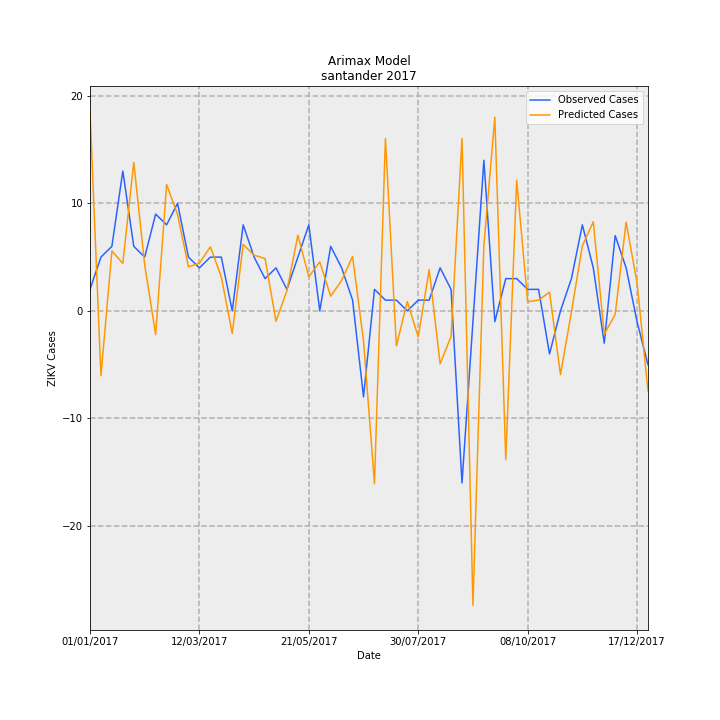 Arimax Model
santander 2017
Observed Cases
Predicted Cases
20
10
0
−10
−20
ZIKV Cases
01/01/2017 12/03/2017 21/05/2017 30/07/2017 08/10/2017 17/12/2017
Date